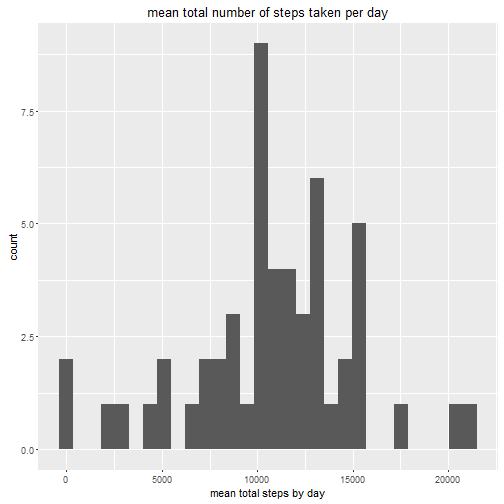 mean total number of steps taken per day
7.5
5.0
2.5
0.0
count
0 5000 10000 15000 20000
mean total steps by day